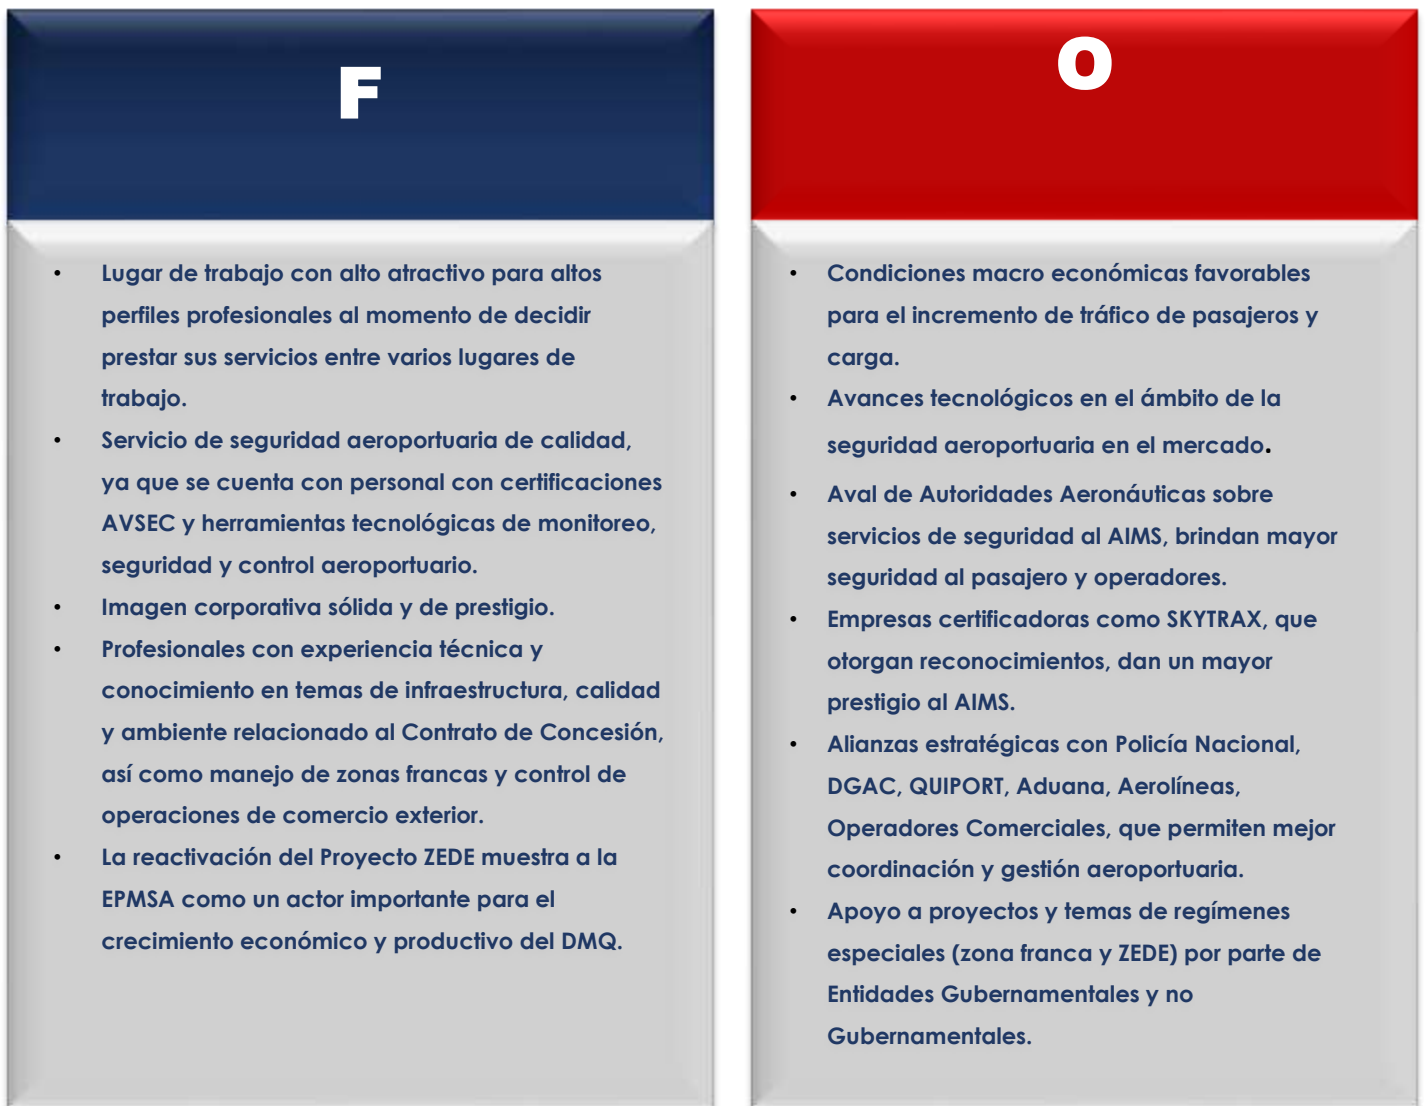 F
• Lugar de trabajo con alto atractivo para altos
perfiles profesionales al momento de decidir
prestar sus servicios entre varios lugares de
trabajo.
• Servicio de seguridad aeroportuaria de calidad,
ya que se cuenta con personal con certificaciones
AVSEC y herramientas tecnológicas de monitoreo,
seguridad y control aeroportuario.
• Imagen corporativa sólida y de prestigio.
• Profesionales con experiencia técnica y
conocimiento en temas de infraestructura, calidad
y ambiente relacionado al Contrato de Concesión,
así como manejo de zonas francas y control de
operaciones de comercio exterior.
• La reactivación del Proyecto ZEDE muestra a la
EPMSA como un actor importante para el
crecimiento económico y productivo del DMQ.
O
• Condiciones macro económicas favorables
para el incremento de tráfico de pasajeros y
carga.
• Avances tecnológicos en el ámbito de la
seguridad aeroportuaria en el mercado.
• Aval de Autoridades Aeronáuticas sobre
servicios de seguridad al AIMS, brindan mayor
seguridad al pasajero y operadores.
• Empresas certificadoras como SKYTRAX, que
otorgan reconocimientos, dan un mayor
prestigio al AIMS.
• Alianzas estratégicas con Policía Nacional,
DGAC, QUIPORT, Aduana, Aerolíneas,
Operadores Comerciales, que permiten mejor
coordinación y gestión aeroportuaria.
• Apoyo a proyectos y temas de regímenes
especiales (zona franca y ZEDE) por parte de
Entidades Gubernamentales y no
Gubernamentales.